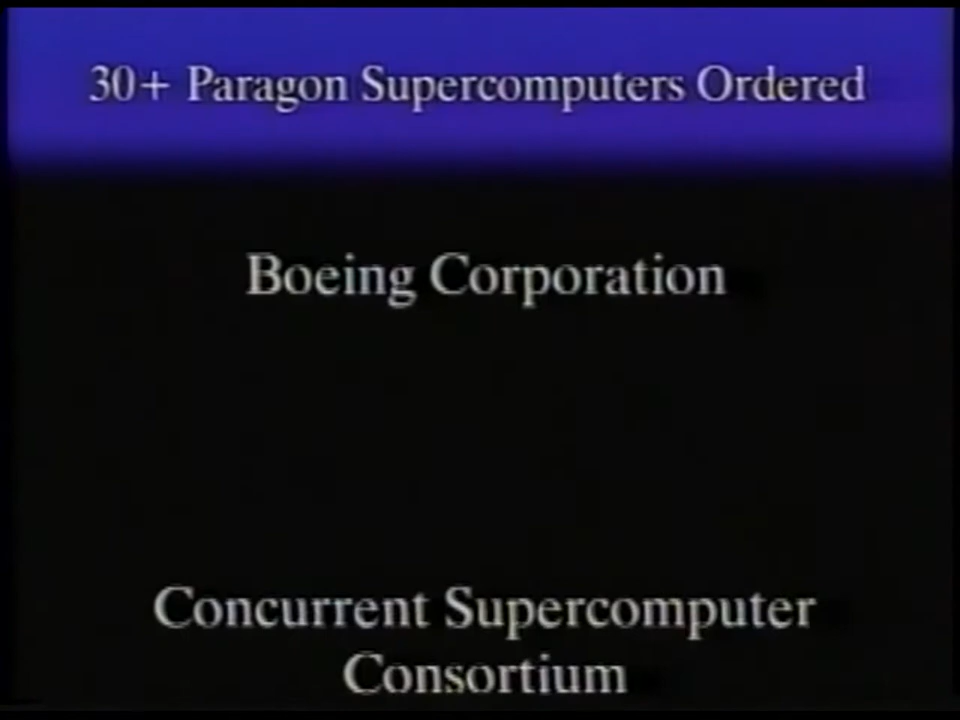 30+ Paragon Supercomputers Ordered
Boeing Corporation
Concurrent Supercomputer
Consortium